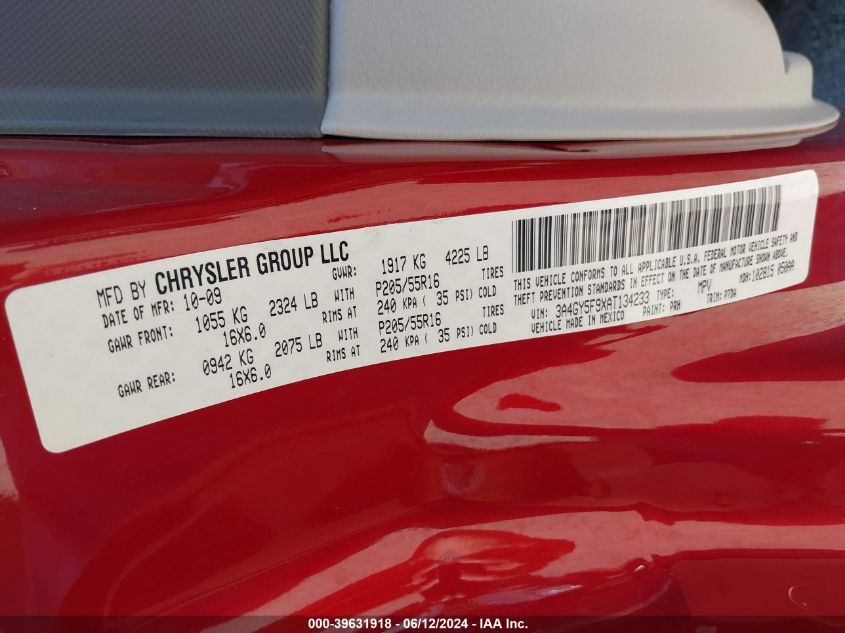 MFD BY CHRYSLER GROUP LLC
DATE OF MFR: 10-09 GVWR: 1917 KG 4225 LB
GAWR FRONT: 1055 KG 2324 LB WITH P205/55R16 TIRES
16X6.0 RIMS AT 240 KPA ( 35 PSI) COLD
GAWR REAR: 0942 KG 2075 LB WITH P205/55R16 TIRES
16X6.0 RIMS AT 240 KPA ( 35 PSI) COLD
THIS VEHICLE CONFORMS TO ALL APPLICABLE U.S.A. FEDERAL MOTOR VEHICLE SAFETY AND
THEFT PREVENTION STANDARDS IN EFFECT ON THE DATE OF MANUFACTURE SHOWN ABOVE.
VIN: 3A4GY5F9XAT134233 TYPE: MPV MDH: 102815 050AA
VEHICLE MADE IN MEXICO PAINT: PRH TRIM: P7DA
000-39631918 - 06/12/2024 - IAA Inc.